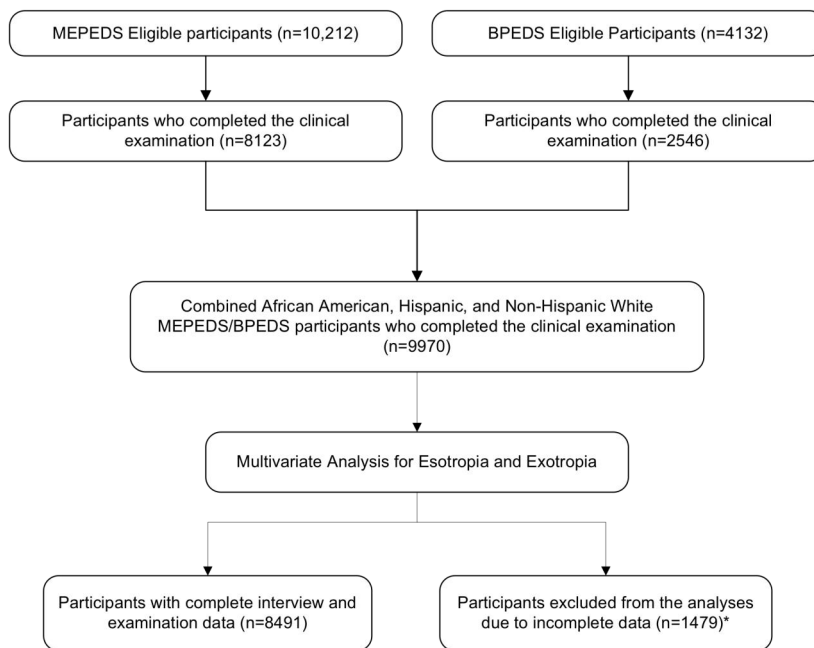 MEPEDS Eligible participants (n=10,212)
BPEDS Eligible Participants (n=4132)
Participants who completed the clinical
examination (n=8123)
Participants who completed the clinical
examination (n=2546)
Combined African American, Hispanic, and Non-Hispanic White
MEPEDS/BPEDS participants who completed the clinical examination
(n=9970)
Multivariate Analysis for Esotropia and Exotropia
Participants with complete interview and
examination data (n=8491)
Participants excluded from the analyses
due to incomplete data (n=1479)*